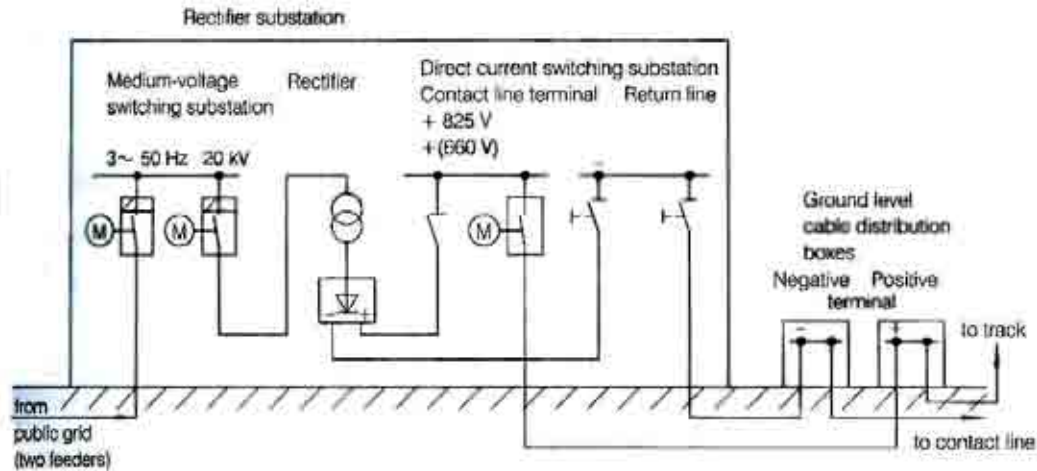 Rectifier substation
Medium-voltage
switching substation
Rectifier
Direct current switching substation
Contact line terminal
Return line
+ 825 V
+(660 V)
3~ 50 Hz 20 kV
-
M
M
M
+
Ground level
cable distribution
boxes
Negative Positive
terminal
-
+
to track
from
public grid
(two feeders)
to contact line